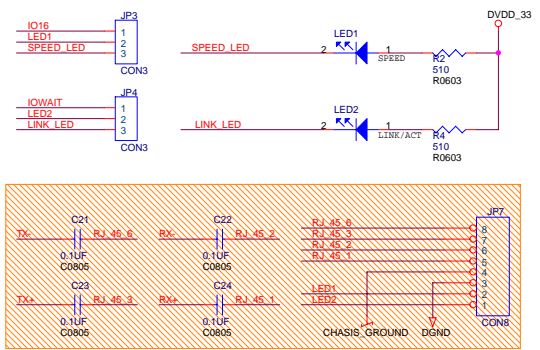 JP3
DVDD_33
IO16
1
LED1
2
SPEED_LED
3
CON3
SPEED_LED
LED1
2
1
SPEED
R2
510
R0603
JP4
IOWAIT
1
LED2
2
LINK_LED
3
CON3
LINK_LED
LED2
2
1
LINK/ACT
R4
510
R0603
C21
TX-
RJ_45_6
0.1UF
C0805
C22
RX-
RJ_45_2
0.1UF
C0805
C23
TX+
RJ_45_3
0.1UF
C0805
C24
RX+
RJ_45_1
0.1UF
C0805
JP7
RJ_45_6
8
RJ_45_3
7
RJ_45_2
6
RJ_45_1
5
4
3
LED1
2
LED2
1
CON8
CHASIS_GROUND
DGND